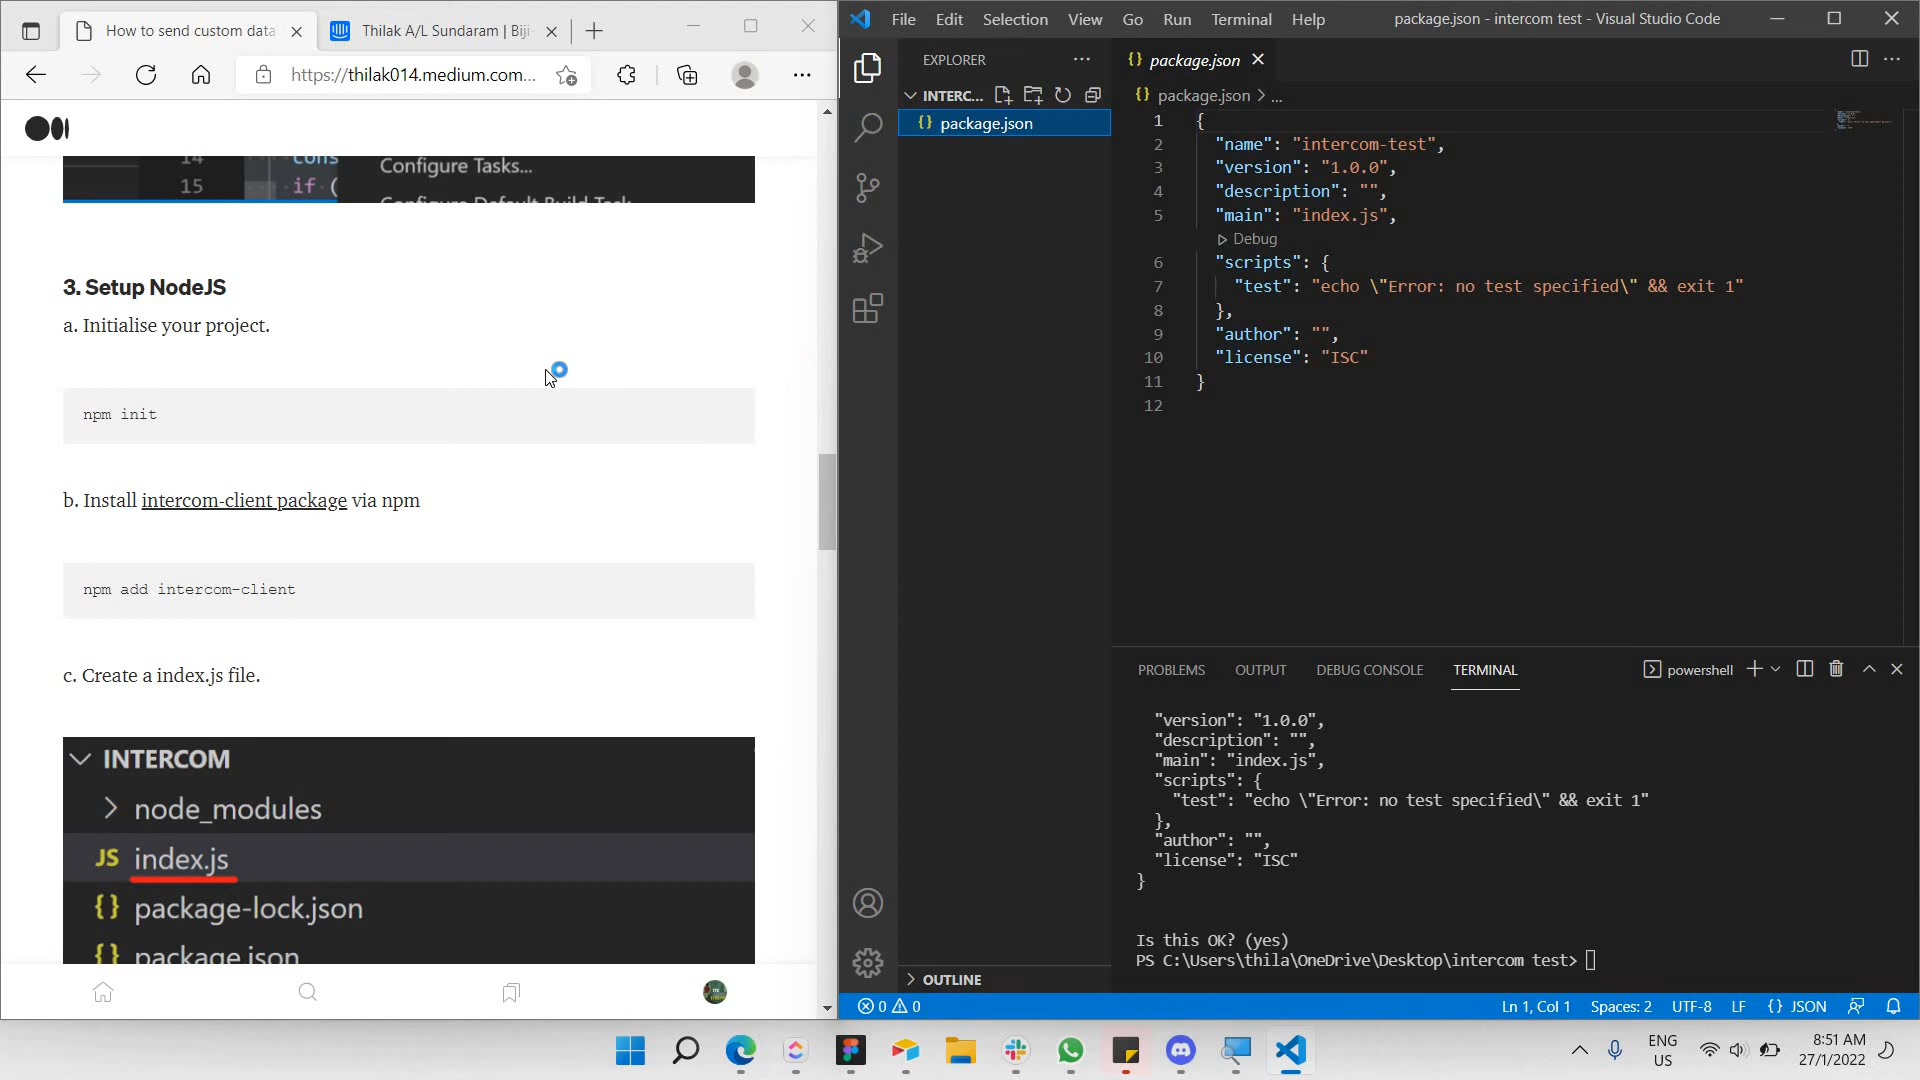 How to send custom data
Thilak A/L Sundaram | Biji
https://thilak014.medium.com...
14
cons
15
if (
Configure Tasks...
Configure Default Build Task
3. Setup NodeJS
a. Initialise your project.
npm init
b. Install intercom-client package via npm
npm add intercom-client
c. Create a index.js file.
INTERCOM
node_modules
JS index.js
{} package-lock.json
{} package.json
File Edit Selection View Go Run Terminal Help
package.json - intercom test - Visual Studio Code
EXPLORER
INTERC...
{} package.json
OUTLINE
{} package.json
{} package.json > ...
1 {
2 "name": "intercom-test",
3 "version": "1.0.0",
4 "description": "",
5 "main": "index.js",
Debug
6 "scripts": {
7 "test": "echo \"Error: no test specified\" && exit 1"
8 },
9 "author": "",
10 "license": "ISC"
11 }
12
PROBLEMS OUTPUT DEBUG CONSOLE TERMINAL
powershell
"version": "1.0.0",
"description": "",
"main": "index.js",
"scripts": {
"test": "echo \"Error: no test specified\" && exit 1"
},
"author": "",
"license": "ISC"
}
Is this OK? (yes)
PS C:\Users\thila\OneDrive\Desktop\intercom test>
0 0
Ln 1, Col 1 Spaces: 2 UTF-8 LF {} JSON
ENG
US
8:51 AM
27/1/2022